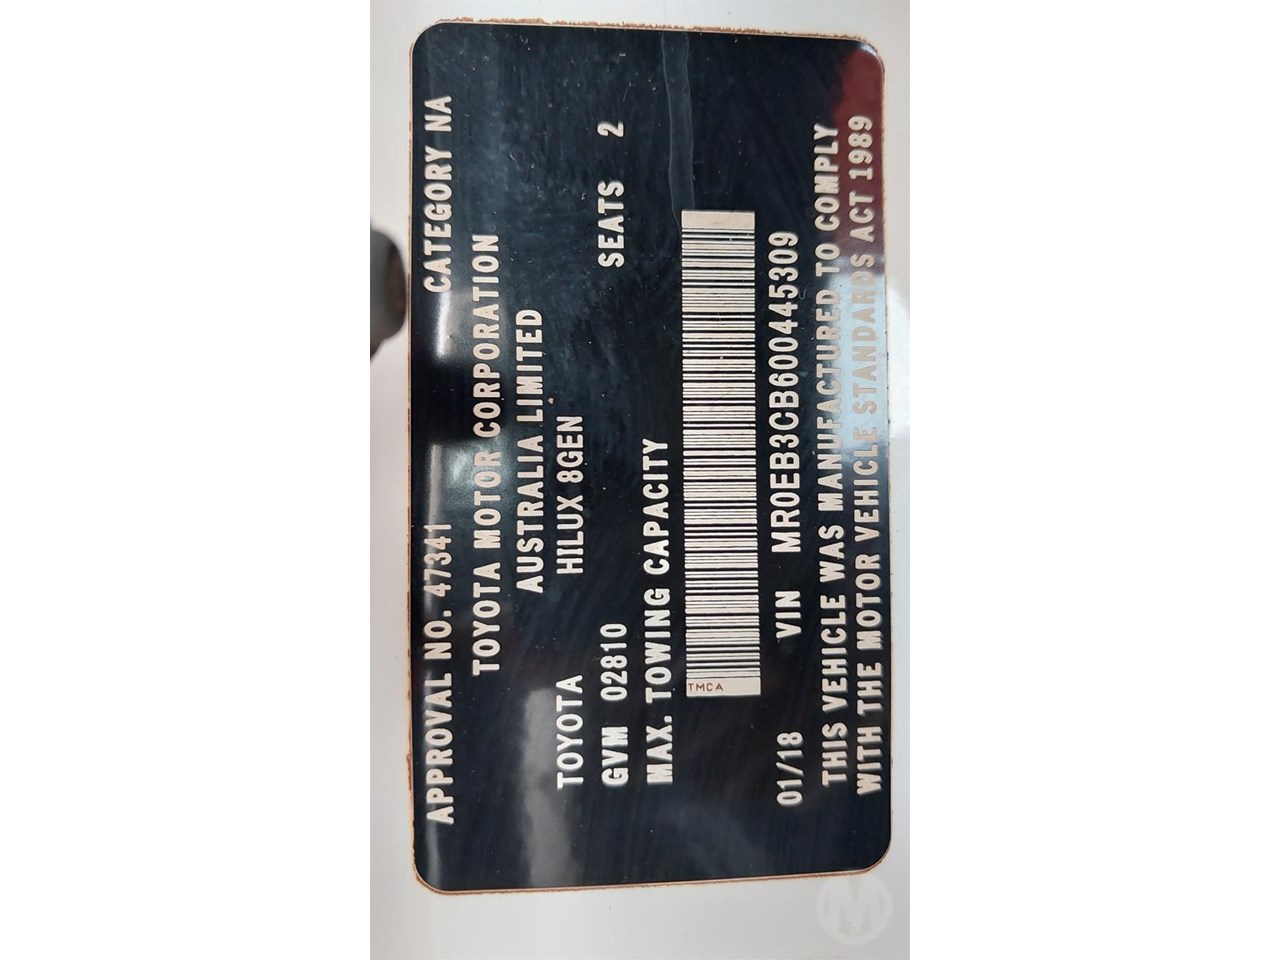 APPROVAL NO. 47341 CATEGORY NA
TOYOTA MOTOR CORPORATION
AUSTRALIA LIMITED
TOYOTA HILUX 8GEN
GVM 02810 SEATS 2
MAX. TOWING CAPACITY
TMCA
01/18 VIN MR0EB3CB600445309
THIS VEHICLE WAS MANUFACTURED TO COMPLY
WITH THE MOTOR VEHICLE STANDARDS ACT 1989
M